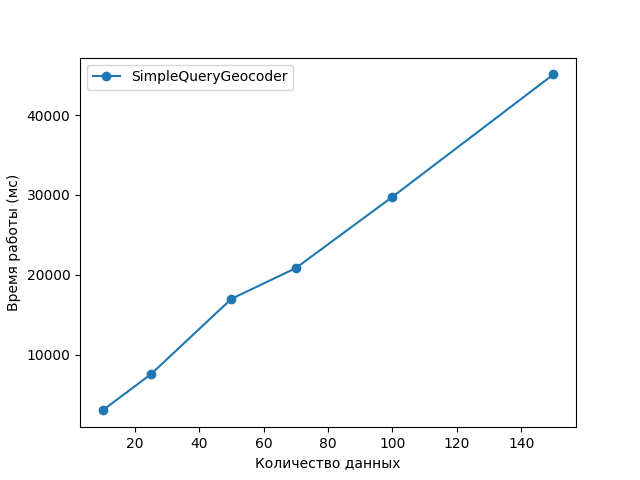 SimpleQueryGeocoder
Время работы (мс)
40000
30000
20000
10000
20 40 60 80 100 120 140
Количество данных